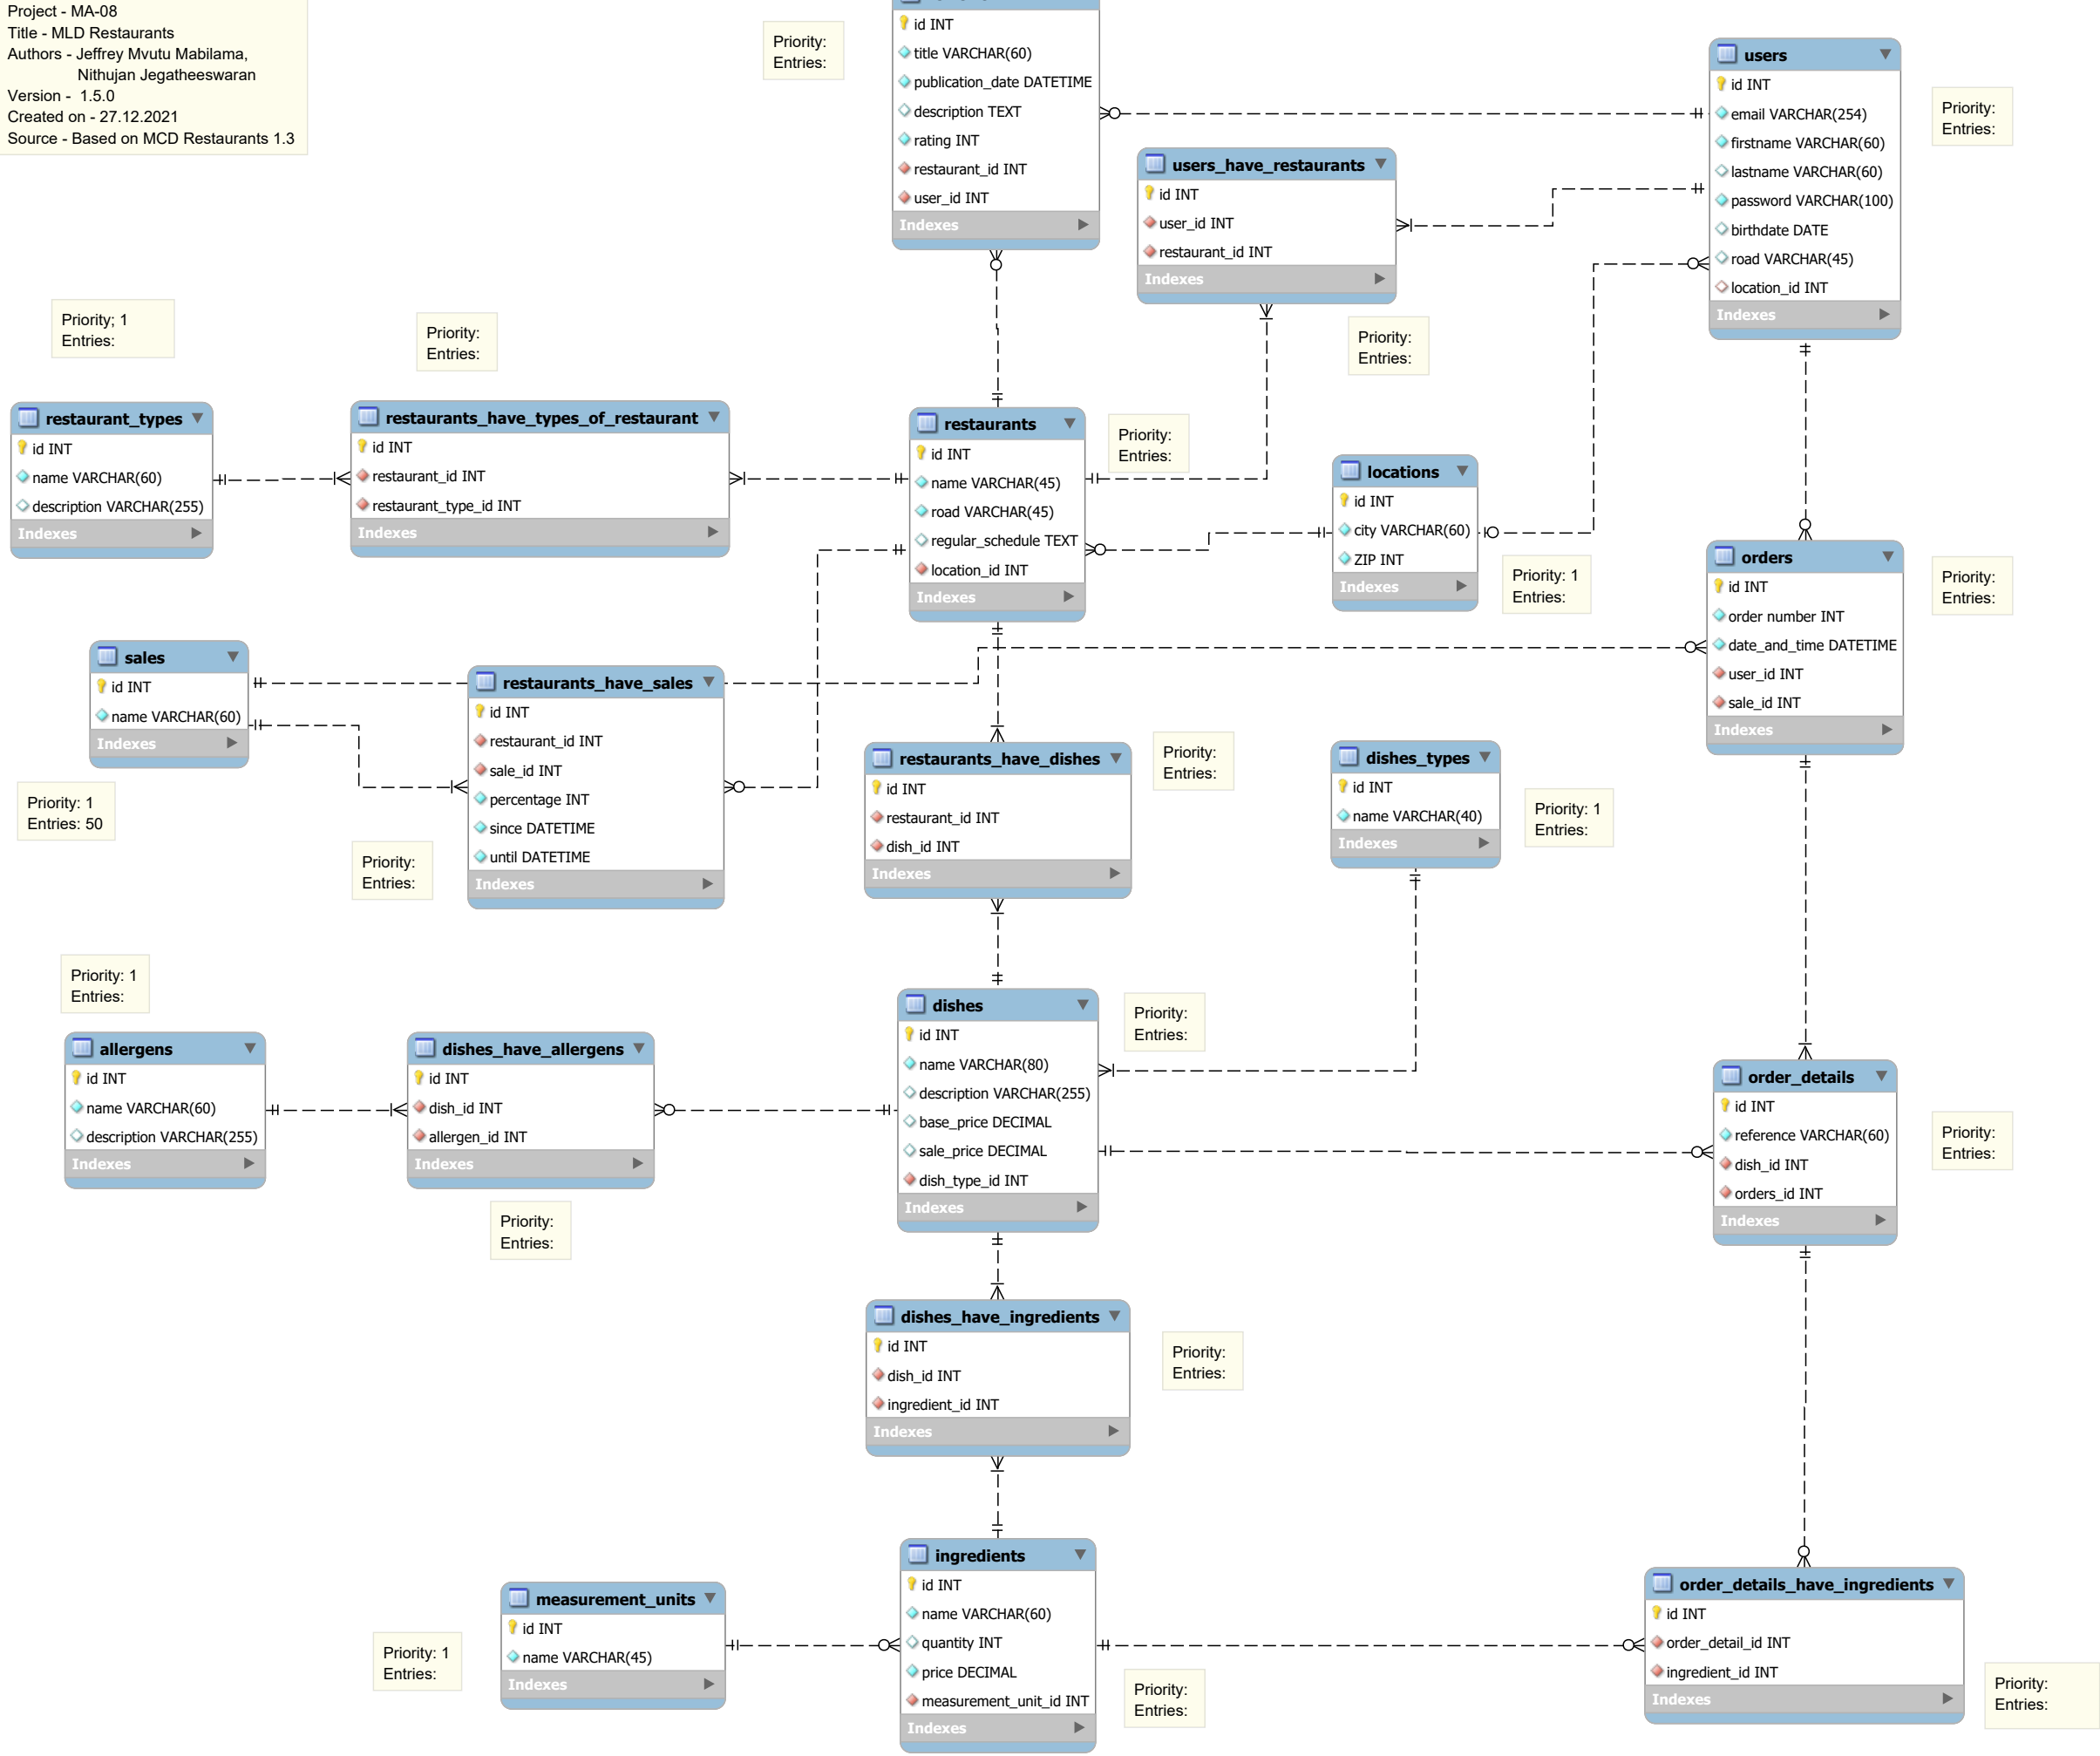 Project - MA-08
Title - MLD Restaurants
Authors - Jeffrey Mvutu Mabilama,
Nithujan Jegatheeswaran
Version - 1.5.0
Created on - 27.12.2021
Source - Based on MCD Restaurants 1.3
Priority:
Entries:
id INT
title VARCHAR(60)
publication_date DATETIME
description TEXT
rating INT
restaurant_id INT
user_id INT
Indexes
users
id INT
email VARCHAR(254)
firstname VARCHAR(60)
lastname VARCHAR(60)
password VARCHAR(100)
birthdate DATE
road VARCHAR(45)
location_id INT
Indexes
Priority:
Entries:
users_have_restaurants
id INT
user_id INT
restaurant_id INT
Indexes
Priority:
Entries:
Priority; 1
Entries:
Priority:
Entries:
restaurant_types
id INT
name VARCHAR(60)
description VARCHAR(255)
Indexes
restaurants_have_types_of_restaurant
id INT
restaurant_id INT
restaurant_type_id INT
Indexes
restaurants
id INT
name VARCHAR(45)
road VARCHAR(45)
regular_schedule TEXT
location_id INT
Indexes
Priority:
Entries:
locations
id INT
city VARCHAR(60)
ZIP INT
Indexes
Priority: 1
Entries:
orders
id INT
order number INT
date_and_time DATETIME
user_id INT
sale_id INT
Indexes
Priority:
Entries:
sales
id INT
name VARCHAR(60)
Indexes
Priority: 1
Entries: 50
restaurants_have_sales
id INT
restaurant_id INT
sale_id INT
percentage INT
since DATETIME
until DATETIME
Indexes
Priority:
Entries:
restaurants_have_dishes
id INT
restaurant_id INT
dish_id INT
Indexes
Priority:
Entries:
dishes_types
id INT
name VARCHAR(40)
Indexes
Priority: 1
Entries:
Priority: 1
Entries:
allergens
id INT
name VARCHAR(60)
description VARCHAR(255)
Indexes
dishes_have_allergens
id INT
dish_id INT
allergen_id INT
Indexes
Priority:
Entries:
dishes
id INT
name VARCHAR(80)
description VARCHAR(255)
base_price DECIMAL
sale_price DECIMAL
dish_type_id INT
Indexes
Priority:
Entries:
order_details
id INT
reference VARCHAR(60)
dish_id INT
orders_id INT
Indexes
Priority:
Entries:
dishes_have_ingredients
id INT
dish_id INT
ingredient_id INT
Indexes
Priority:
Entries:
measurement_units
id INT
name VARCHAR(45)
Indexes
Priority: 1
Entries:
ingredients
id INT
name VARCHAR(60)
quantity INT
price DECIMAL
measurement_unit_id INT
Indexes
Priority:
Entries:
order_details_have_ingredients
id INT
order_detail_id INT
ingredient_id INT
Indexes
Priority:
Entries: